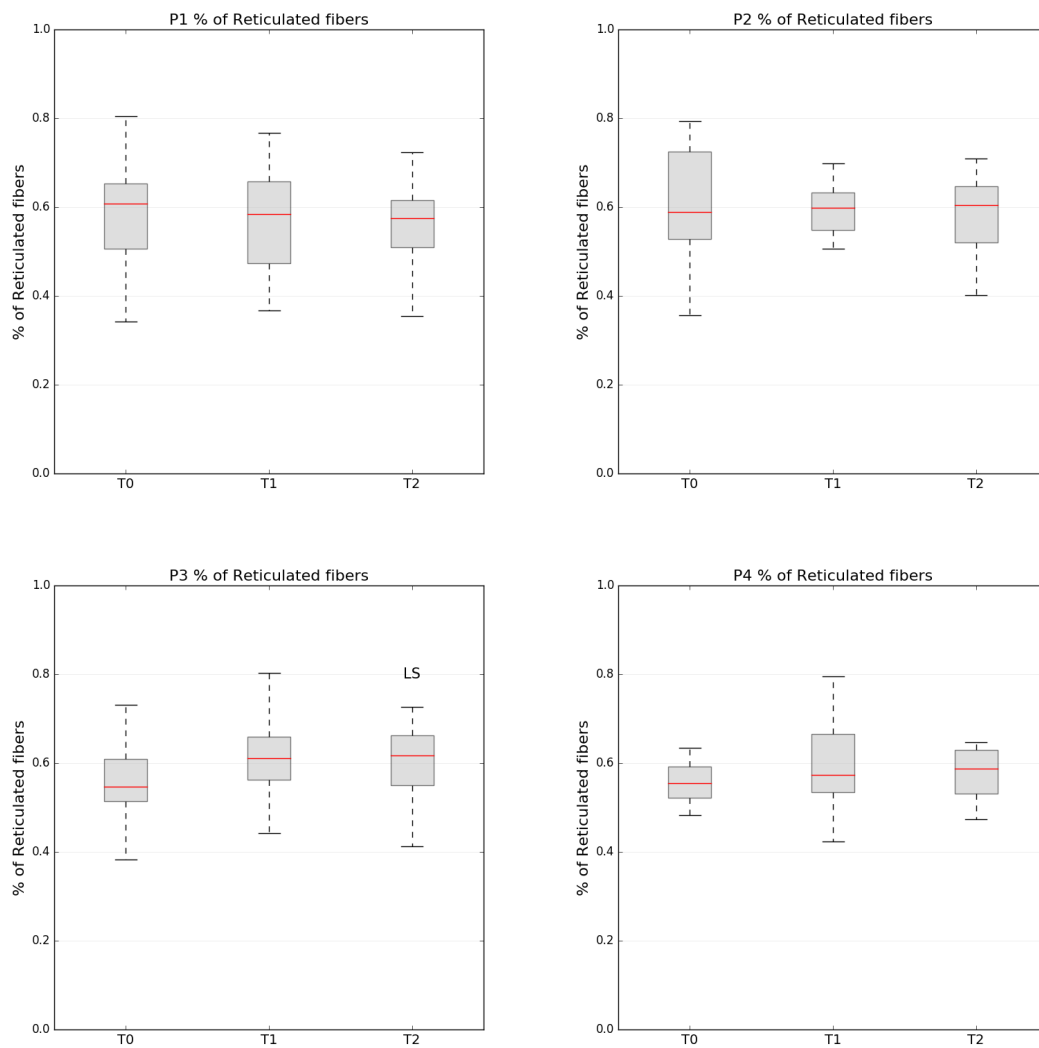 P1 % of Reticulated fibers
1.0
0.8
0.6
0.4
0.2
0.0
% of Reticulated fibers
T0 T1 T2
P2 % of Reticulated fibers
1.0
0.8
0.6
0.4
0.2
0.0
% of Reticulated fibers
T0 T1 T2
P3 % of Reticulated fibers
1.0
0.8
0.6
0.4
0.2
0.0
% of Reticulated fibers
LS
T0 T1 T2
P4 % of Reticulated fibers
1.0
0.8
0.6
0.4
0.2
0.0
% of Reticulated fibers
T0 T1 T2